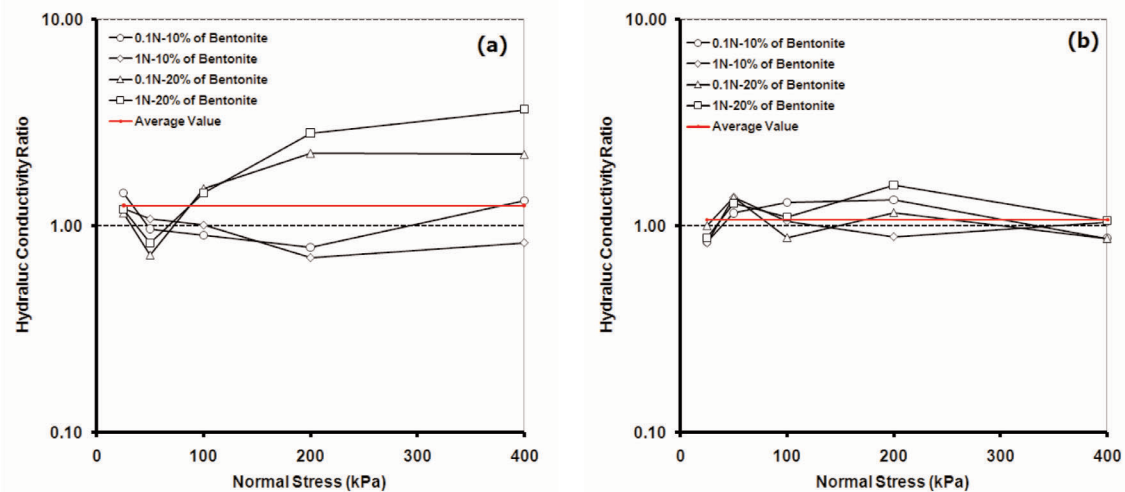 10.00
(a)
0.1N-10% of Bentonite
1N-10% of Bentonite
0.1N-20% of Bentonite
1N-20% of Bentonite
Average Value
Hydraluc Conductivity Ratio
1.00
0.10
0
100
200
300
400
Normal Stress (kPa)
10.00
(b)
0.1N-10% of Bentonite
1N-10% of Bentonite
0.1N-20% of Bentonite
1N-20% of Bentonite
Average Value
Hydraluc Conductivity Ratio
1.00
0.10
0
100
200
300
400
Normal Stress (kPa)